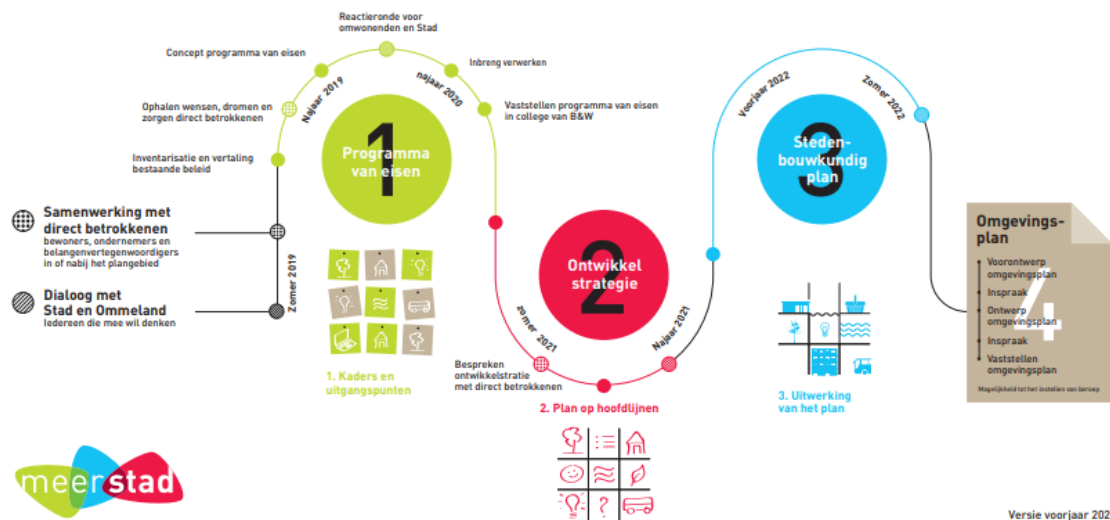 Reactieronde voor
omwonenden en Stad
Concept programma van eisen
Inbreng verwerken
Najaar 2019
najaar 2020
Ophalen wensen, dromen en
zorgen direct betrokkenen
Vaststellen programma van eisen
in college van B&W
Inventarisatie en vertaling
bestaande beleid
1
Programma
van eisen
Samenwerking met
direct betrokkenen
bewoners, ondernemers en
belangenvertegenwoordigers
in of nabij het plangebied
Dialoog met
Stad en Ommeland
Iedereen die mee wil denken
Zomer 2019
1. Kaders en
uitgangspunten
2
Ontwikkel
strategie
zomer 2021
Najaar 2021
Bespreken
ontwikkelstratie
met direct betrokkenen
2. Plan op hoofdlijnen
?
Voorjaar 2022
Zomer 2022
3
Steden-
bouwkundig
plan
3. Uitwerking
van het plan
Omgevings-
plan
4
Voorontwerp
omgevingsplan
Inspraak
Ontwerp
omgevingsplan
Inspraak
Vaststellen
omgevingsplan
Mogelijkheid tot het instellen van beroep
meerstad
Versie voorjaar 202